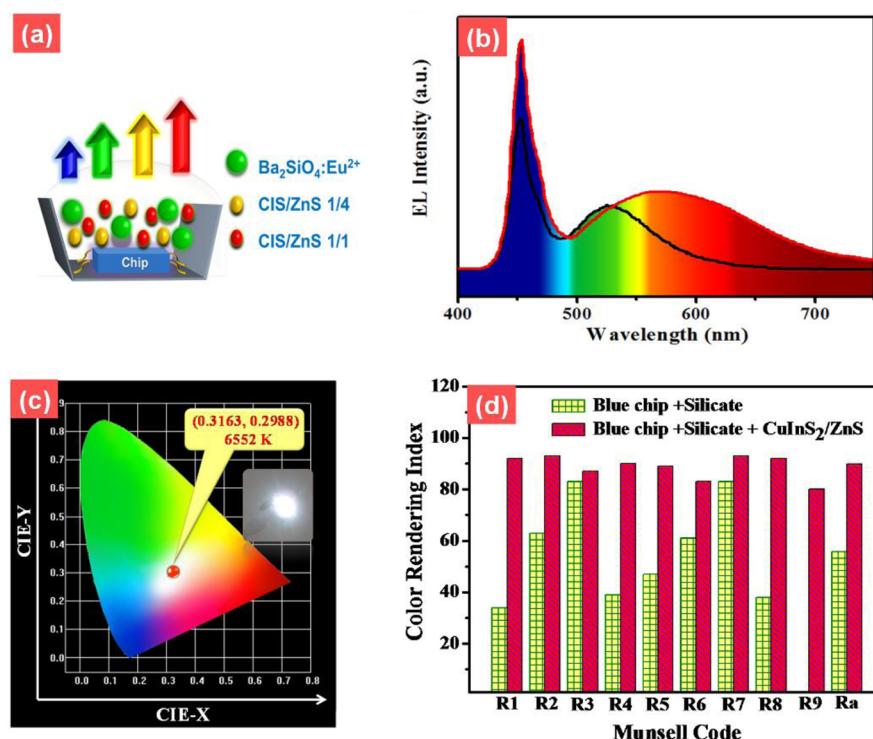 (a)
Ba₂SiO₄:Eu²⁺
CIS/ZnS 1/4
CIS/ZnS 1/1
Chip
(b)
EL Intensity (a.u.)
400 500 600 700
Wavelength (nm)
(c)
(0.3163, 0.2988)
6552 K
0.9
0.8
0.7
0.6
0.5
0.4
0.3
0.2
0.1
0.0
0.0 0.1 0.2 0.3 0.4 0.5 0.6 0.7 0.8
CIE-Y
CIE-X
(d)
Blue chip +Silicate
Blue chip +Silicate + CuInS₂/ZnS
120
100
80
60
40
20
Color Rendering Index
R1 R2 R3 R4 R5 R6 R7 R8 R9 Ra
Munsell Code